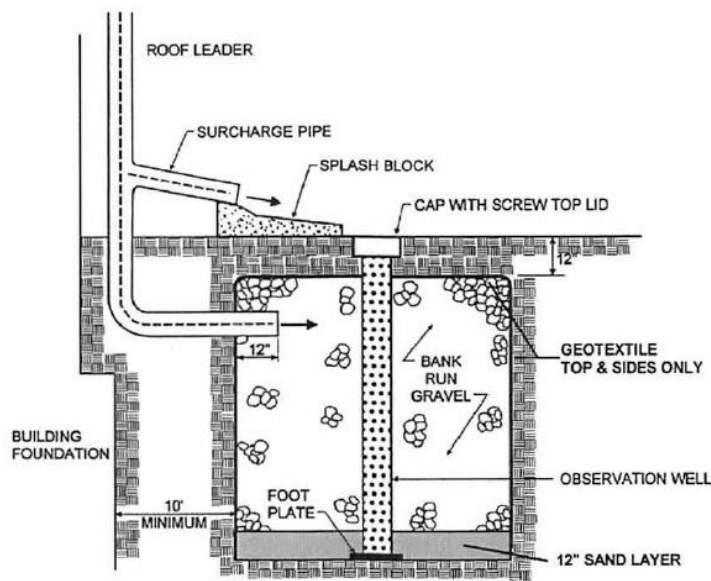 ROOF LEADER
SURCHARGE PIPE
SPLASH BLOCK
CAP WITH SCREW TOP LID
12"
12"
GEOTEXTILE
TOP & SIDES ONLY
BANK
RUN
GRAVEL
BUILDING
FOUNDATION
OBSERVATION WELL
FOOT
PLATE
10'
MINIMUM
12" SAND LAYER